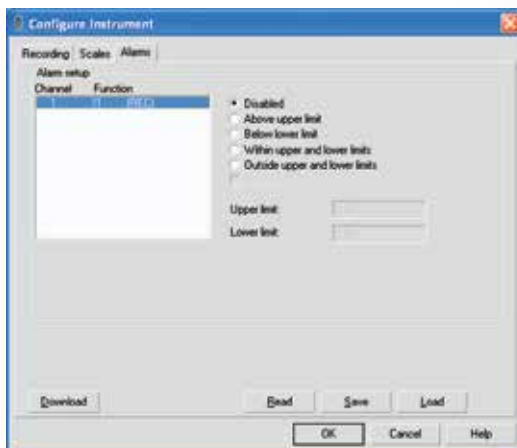 Configure Instrument
Recording Scales Alarms
Alarm setup
Channel Function
1
Disabled
Above upper limit
Below lower limit
Within upper and lower limits
Outside upper and lower limits
Upper limit
Lower limit
Download Read Save Load
OK Cancel Help